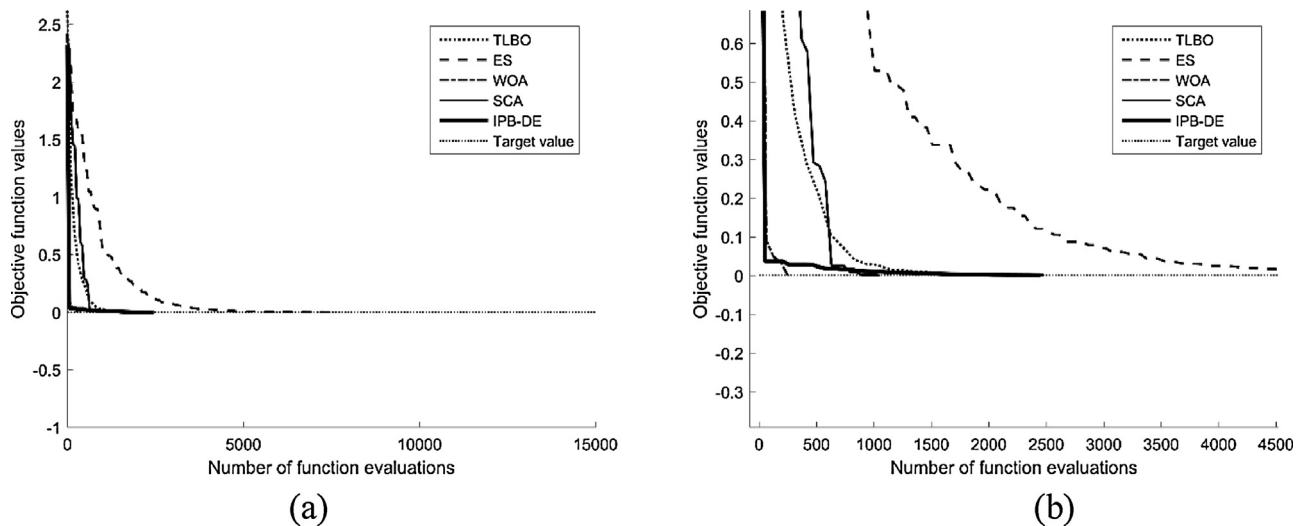 2.5
2
1.5
1
0.5
0
-0.5
-1
Objective function values
TLBO
ES
WOA
SCA
IPB-DE
Target value
0 5000 10000 15000
Number of function evaluations
(a)
0.6
0.5
0.4
0.3
0.2
0.1
0
-0.1
-0.2
-0.3
Objective function values
TLBO
ES
WOA
SCA
IPB-DE
Target value
0 500 1000 1500 2000 2500 3000 3500 4000 4500
Number of function evaluations
(b)